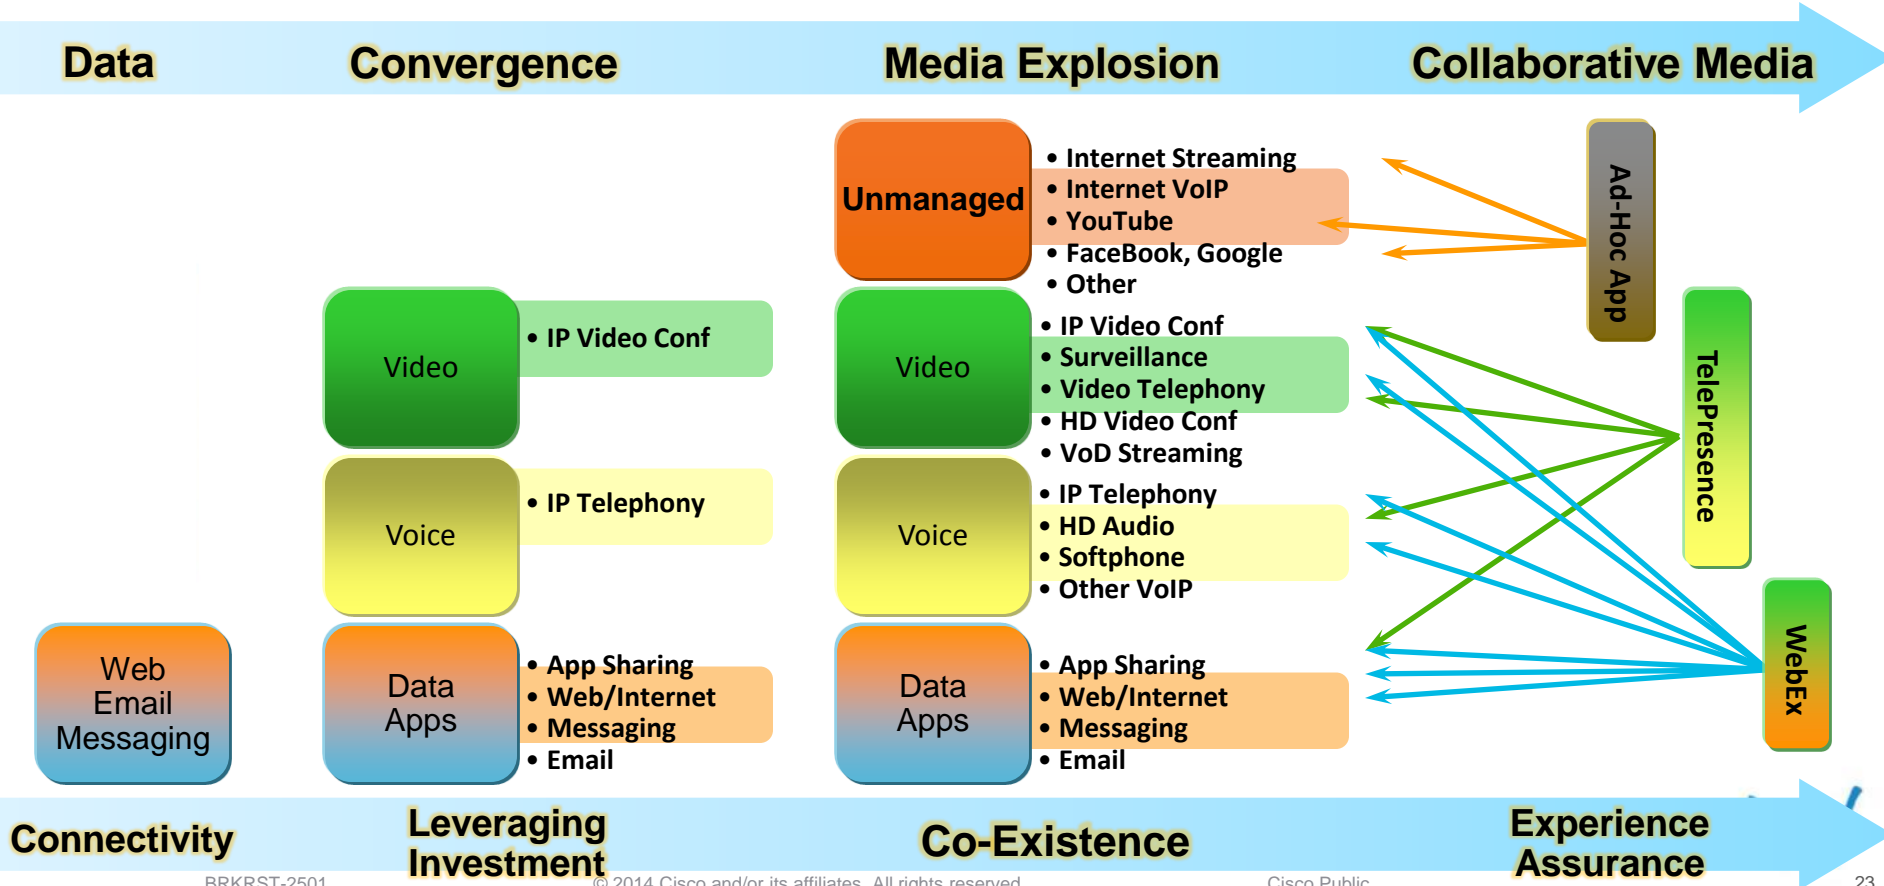 Data
Convergence
Media Explosion
Collaborative Media
Unmanaged
• Internet Streaming
• Internet VoIP
• YouTube
• FaceBook, Google
• Other
Ad-Hoc App
Video
• IP Video Conf
Video
• IP Video Conf
• Surveillance
• Video Telephony
• HD Video Conf
• VoD Streaming
TelePresence
Voice
• IP Telephony
Voice
• IP Telephony
• HD Audio
• Softphone
• Other VoIP
Web
Email
Messaging
Data
Apps
• App Sharing
• Web/Internet
• Messaging
• Email
Data
Apps
• App Sharing
• Web/Internet
• Messaging
• Email
WebEx
Connectivity
Leveraging
Investment
Co-Existence
Experience
Assurance
BRKRST-2501
© 2014 Cisco and/or its affiliates. All rights reserved.
Cisco Public
23